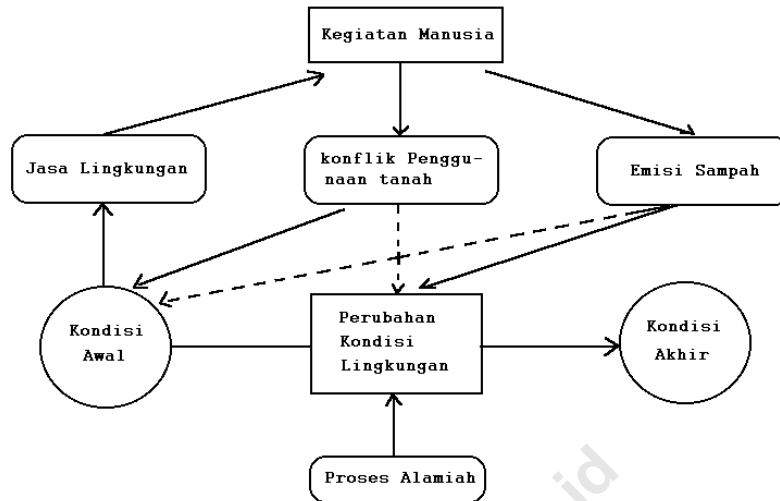 Kegiatan Manusia
Jasa Lingkungan
konflik Penggu-
naan tanah
Emisi Sampah
Kondisi
Awal
Perubahan
Kondisi
Lingkungan
Kondisi
Akhir
Proses Alamiah
id